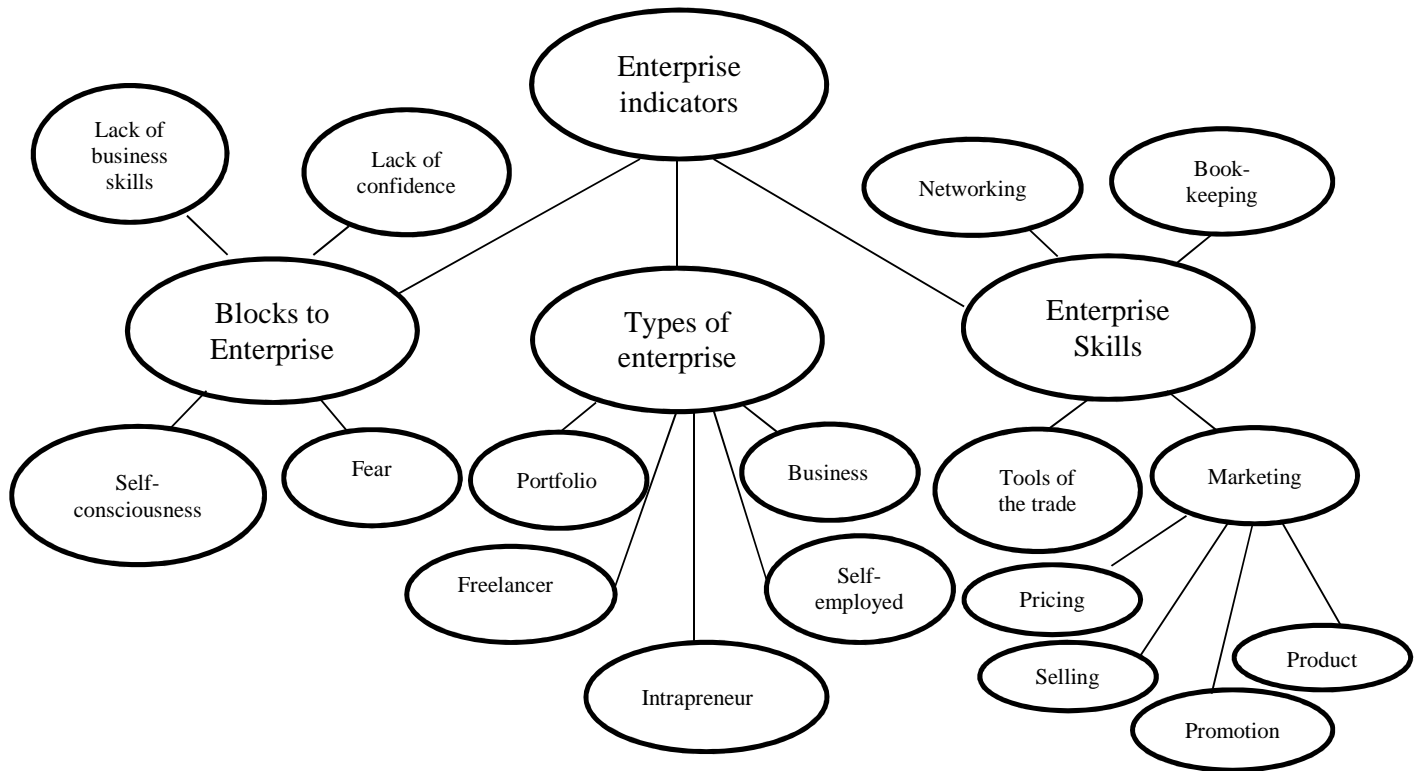 Enterprise
indicators
Lack of
business
skills
Lack of
confidence
Networking
Book-
keeping
Blocks to
Enterprise
Types of
enterprise
Enterprise
Skills
Self-
consciousness
Fear
Portfolio
Business
Tools of
the trade
Marketing
Freelancer
Self-
employed
Pricing
Intrapreneur
Selling
Product
Promotion